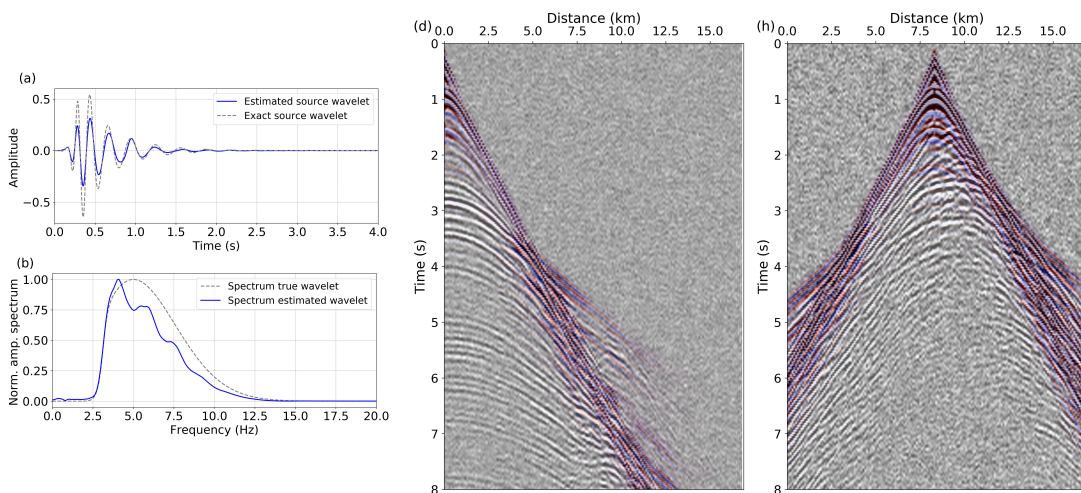 (a)
0.5
0.0
−0.5
Amplitude
Estimated source wavelet
Exact source wavelet
0.0 0.5 1.0 1.5 2.0 2.5 3.0 3.5 4.0
Time (s)
(b)
1.00
0.75
0.50
0.25
0.00
Norm. amp. spectrum
Spectrum true wavelet
Spectrum estimated wavelet
0.0 2.5 5.0 7.5 10.0 12.5 15.0 17.5 20.0
Frequency (Hz)
(d)
Distance (km)
0 2.5 5.0 7.5 10.0 12.5 15.0
0
1
2
3
4
5
6
7
8
Time (s)
(h)
Distance (km)
0 2.5 5.0 7.5 10.0 12.5 15.0
0
1
2
3
4
5
6
7
8
Time (s)